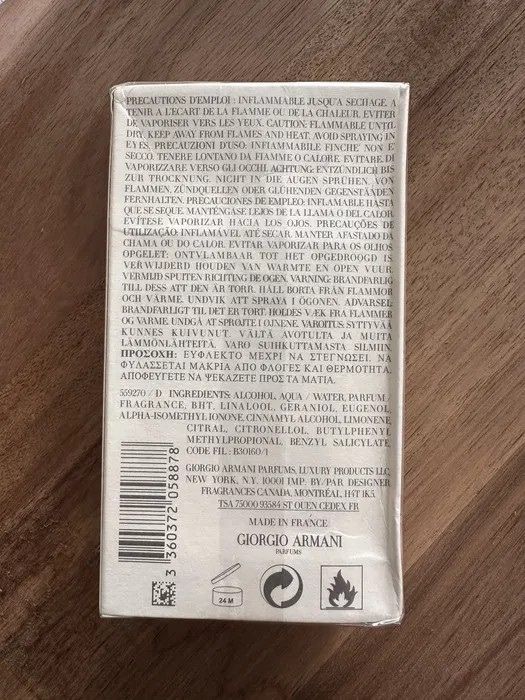 PRECAUTIONS D'EMPLOI : INFLAMMABLE JUSQU'A SECHAGE. A
TENIR A L'ECART DE LA FLAMME OU DE LA CHALEUR. EVITER
DE VAPORISER VERS LES YEUX. CAUTION: FLAMMABLE UNTIL
DRY. KEEP AWAY FROM FLAMES AND HEAT. AVOID SPRAYING IN
EYES. PRECAUZIONI D'USO: INFIAMMABILE FINCHE' NON E'
SECCO. TENERE LONTANO DA FIAMME O CALORE. EVITARE DI
VAPORIZZARE VERSO GLI OCCHI. ACHTUNG: ENTZÜNDLICH BIS
ZUR TROCKNUNG. NICHT IN DIE AUGEN SPRÜHEN. VON
FLAMMEN, ZÜNDQUELLEN ODER GLÜHENDEN GEGENSTÄNDEN
FERNHALTEN. PRECAUCIONES DE EMPLEO: INFLAMABLE HASTA
QUE SE SEQUE. MANTÉNGASE LEJOS DE LA LLAMA O DEL CALOR.
EVÍTESE VAPORIZAR HACIA LOS OJOS. PRECAUÇÕES DE
UTILIZAÇÃO: INFLAMÁVEL ATÉ SECAR. MANTER AFASTADO DA
CHAMA OU DO CALOR. EVITAR VAPORIZAR PARA OS OLHOS
OPGELET: ONTVLAMBAAR TOT HET OPGEDROOGD IS.
VERWIJDERD HOUDEN VAN WARMTE EN OPEN VUUR.
VERMIJD SPUITEN RICHTING DE OGEN. VARNING: BRANDFARLIG
TILL DESS ATT DEN ÄR TORR. HÅLL BORTA FRÅN FLAMMOR
OCH VÄRME. UNDVIK ATT SPRAYA I ÖGONEN. ADVARSEL:
BRANDFARLIGT TIL DET ER TØRT. HOLDES VÆK FRA FLAMMER
OG VARME. UNDGÅ AT SPRØJTE I ØJNENE. VAROITUS: SYTTYVÄÄ
KUNNES KUIVUNUT. VÄLTÄ AVOTULTA JA MUITA
LÄMMÖNLÄHTEITÄ. VARO SUIHKUTTAMASTA SILMIIN.
ΠΡΟΣΟΧΗ: ΕΥΦΛΕΚΤΟ ΜΕΧΡΙ ΝΑ ΣΤΕΓΝΩΣΕΙ. ΝΑ
ΦΥΛΑΣΣΕΤΑΙ ΜΑΚΡΙΑ ΑΠΟ ΦΛΟΓΕΣ ΚΑΙ ΘΕΡΜΟΤΗΤΑ.
ΑΠΟΦΕΥΓΕΤΕ ΝΑ ΨΕΚΑΖΕΤΕ ΠΡΟΣ ΤΑ ΜΑΤΙΑ.
559270 / D INGREDIENTS: ALCOHOL, AQUA / WATER, PARFUM /
FRAGRANCE, BHT, LINALOOL, GERANIOL, EUGENOL,
ALPHA-ISOMETHYL IONONE, CINNAMYL ALCOHOL, LIMONENE
CITRAL, CITRONELLOL, BUTYLPHENYL
METHYLPROPIONAL, BENZYL SALICYLATE.
CODE FIL : B30160/1
GIORGIO ARMANI PARFUMS, LUXURY PRODUCTS LLC,
NEW YORK, N.Y. 10001 IMP. BY/PAR DESIGNER
FRAGRANCES CANADA, MONTRÉAL, H4T 1K5.
TSA 75000 93584 ST OUEN CEDEX FR
MADE IN FRANCE
GIORGIO ARMANI
PARFUMS
3 360372 058878
24 M